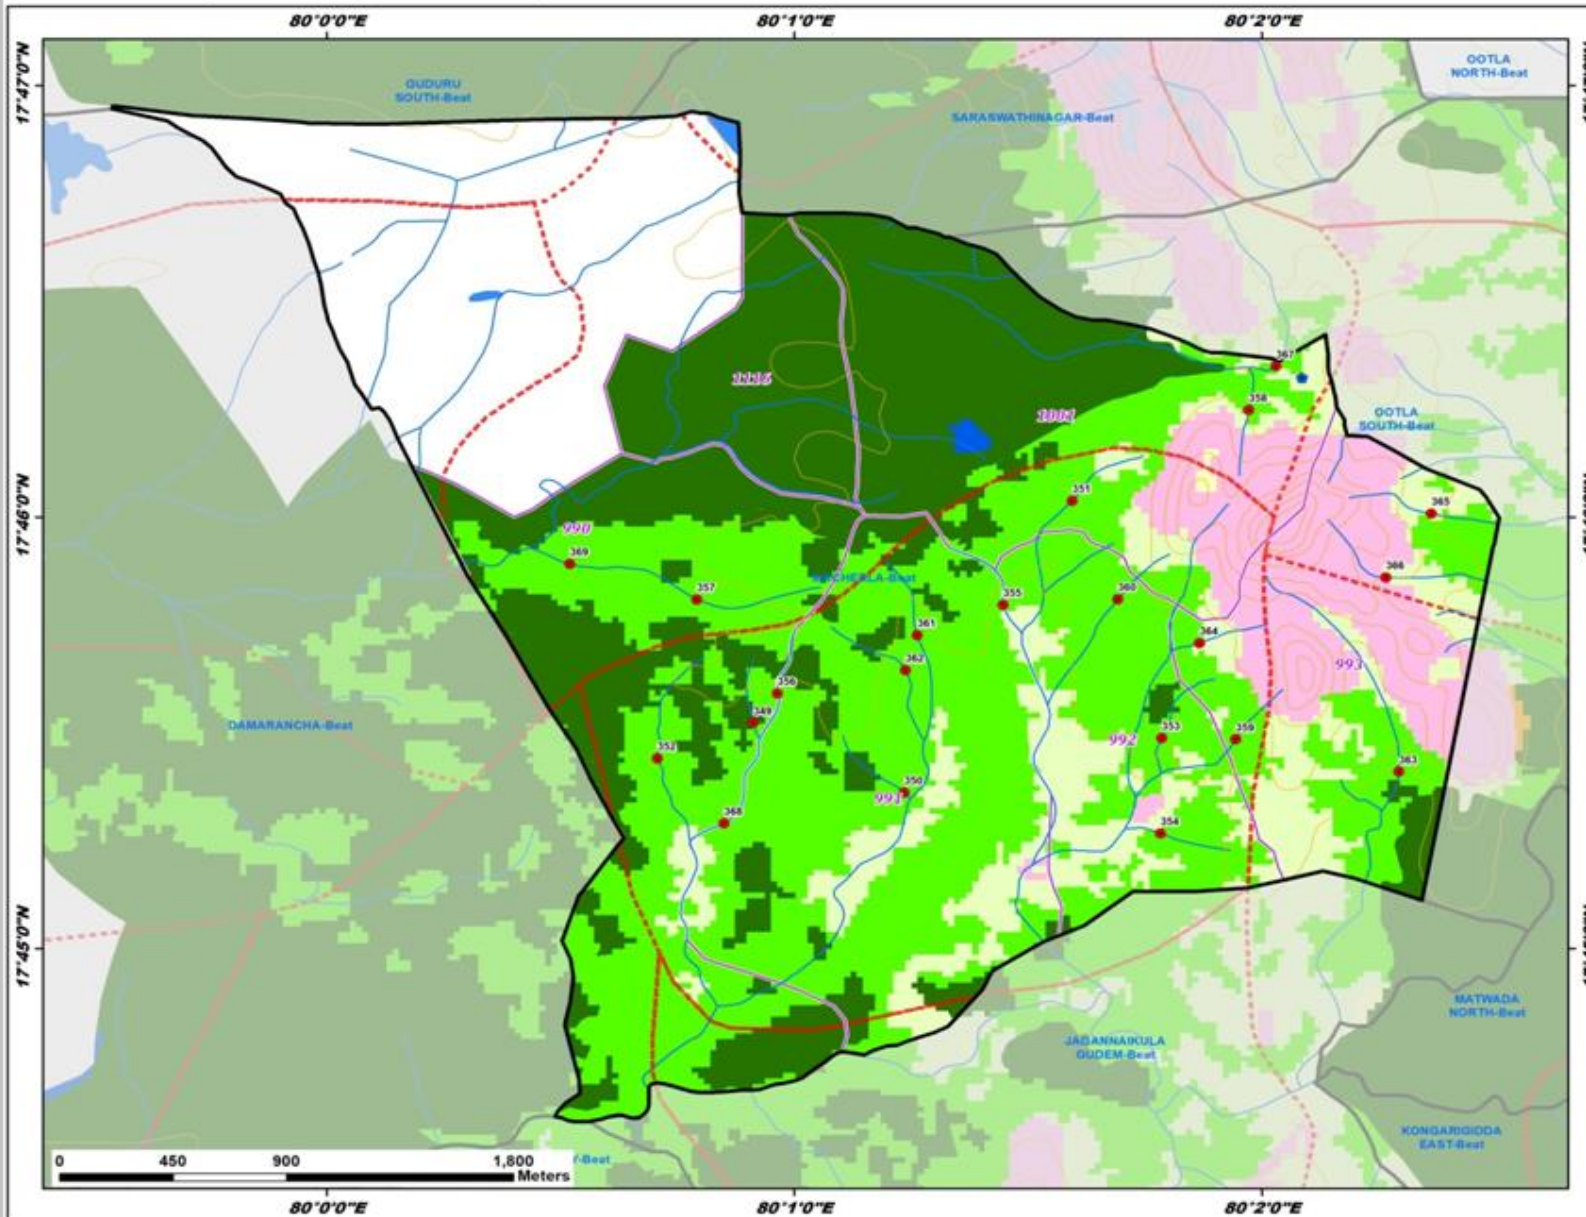 80°0'0"E 80°1'0"E 80°2'0"E
17°47'0"N
OOTLA
NORTH-Beat
GUDURU
SOUTH-Beat
SARASWATHINAGAR-Beat
367
1116
358
1001
OOTLA
SOUTH-Beat
351
365
17°46'0"N
990
369
366
357
355
360
361
364
362
993
356
349
DAMARANCHA-Beat
353
992
359
352
363
350
991
368
354
17°45'0"N
MATWADA
NORTH-Beat
JAGANNAIKULA
GUDEM-Beat
KONGARIGIDDA
EAST-Beat
0 450 900 1,800
Meters
Y-Beat
80°0'0"E 80°1'0"E 80°2'0"E